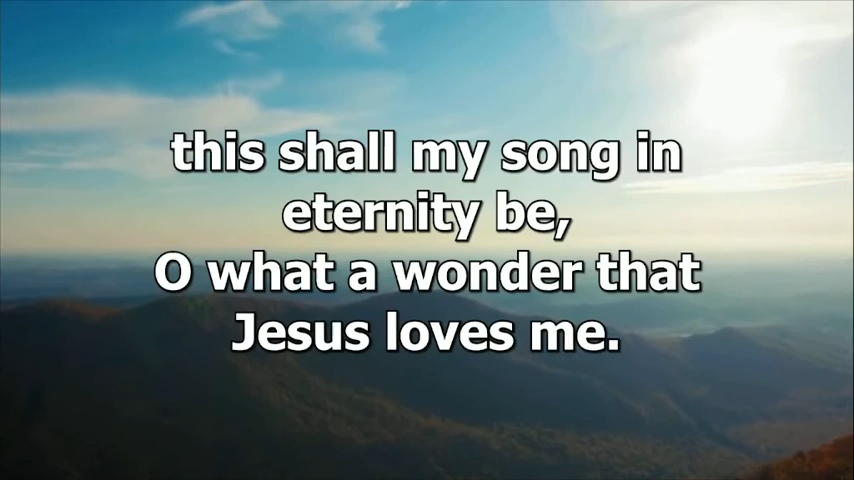 this shall my song in
eternity be,
O what a wonder that
Jesus loves me.